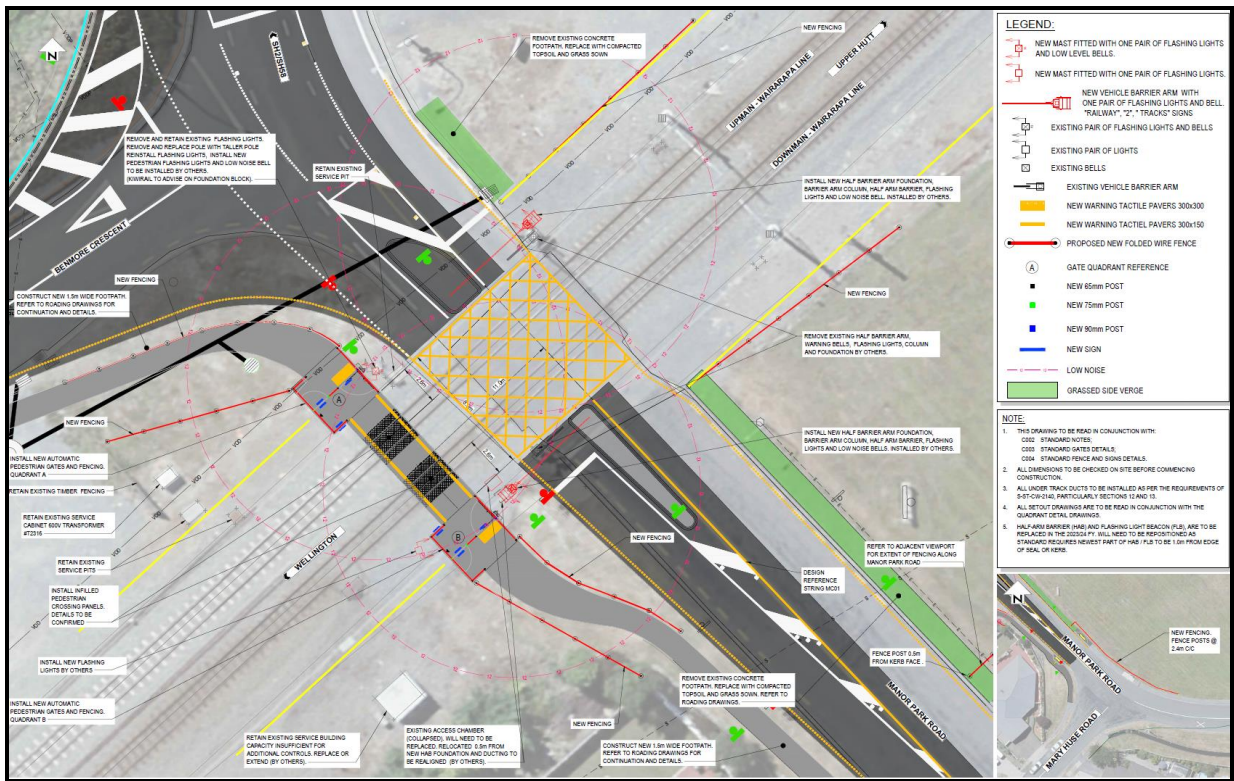 NEW FENCING
SH2/SH58
REMOVE EXISTING CONCRETE
FOOTPATH. REPLACE WITH COMPACTED
TOPSOIL AND GRASS SOWN.
UPMAIN - WAIRARAPA LINE
UPPER HUTT
DOWNMAIN - WAIRARAPA LINE
N
REMOVE AND RETAIN EXISTING FLASHING LIGHTS.
REMOVE AND REPLACE POLE WITH TALLER POLE
REINSTALL FLASHING LIGHTS, INSTALL NEW
PEDESTRIAN FLASHING LIGHTS AND LOW NOISE BELL
TO BE INSTALLED BY OTHERS.
(KIWIRAIL TO ADVISE ON FOUNDATION BLOCK).
RETAIN EXISTING
SERVICE PIT
INSTALL NEW HALF BARRIER ARM FOUNDATION,
BARRIER ARM COLUMN, HALF ARM BARRIER, FLASHING
LIGHTS AND LOW NOISE BELL, INSTALLED BY OTHERS.
BENMORE CRESCENT
NEW FENCING
CONSTRUCT NEW 1.5m WIDE FOOTPATH.
REFER TO ROADING DRAWINGS FOR
CONTINUATION AND DETAILS.
NEW FENCING
REMOVE EXISTING HALF BARRIER ARM,
WARNING BELLS, FLASHING LIGHTS, COLUMN
AND FOUNDATION BY OTHERS.
2.8m
11.0m
A
NEW FENCING
INSTALL NEW AUTOMATIC
PEDESTRIAN GATES AND FENCING.
QUADRANT A
RETAIN EXISTING TIMBER FENCING
INSTALL NEW HALF BARRIER ARM FOUNDATION,
BARRIER ARM COLUMN, HALF ARM BARRIER, FLASHING
LIGHTS AND LOW NOISE BELLS, INSTALLED BY OTHERS.
2.8m
RETAIN EXISTING SERVICE
CABINET 600V TRANSFORMER
#T2316
B
WELLINGTON
NEW FENCING
RETAIN EXISTING
SERVICE PITS
REFER TO ADJACENT VIEWPORT
FOR EXTENT OF FENCING ALONG
MANOR PARK ROAD
DESIGN
REFERENCE
STRING MC01
INSTALL INFILLED
PEDESTRIAN
CROSSING PANELS.
DETAILS TO BE
CONFIRMED
INSTALL NEW FLASHING
LIGHTS BY OTHERS
FENCE POST 0.5m
FROM KERB FACE.
MANOR PARK ROAD
REMOVE EXISTING CONCRETE
FOOTPATH. REPLACE WITH COMPACTED
TOPSOIL AND GRASS SOWN. REFER TO
ROADING DRAWINGS.
INSTALL NEW AUTOMATIC
PEDESTRIAN GATES AND FENCING.
QUADRANT B
NEW FENCING
RETAIN EXISTING SERVICE BUILDING
CAPACITY INSUFFICIENT FOR
ADDITIONAL CONTROLS. REPLACE OR
EXTEND (BY OTHERS).
EXISTING ACCESS CHAMBER
(COLLAPSED), WILL NEED TO BE
REPLACED. RELOCATED 0.5m FROM
NEW HAB FOUNDATION AND DUCTING TO
BE REALIGNED (BY OTHERS).
CONSTRUCT NEW 1.5m WIDE FOOTPATH.
REFER TO ROADING DRAWINGS FOR
CONTINUATION AND DETAILS.
LEGEND:
NEW MAST FITTED WITH ONE PAIR OF FLASHING LIGHTS
AND LOW LEVEL BELLS.
NEW MAST FITTED WITH ONE PAIR OF FLASHING LIGHTS.
NEW VEHICLE BARRIER ARM WITH
ONE PAIR OF FLASHING LIGHTS AND BELL.
"RAILWAY", "2", " TRACKS" SIGNS
EXISTING PAIR OF FLASHING LIGHTS AND BELLS
EXISTING PAIR OF LIGHTS
EXISTING BELLS
EXISTING VEHICLE BARRIER ARM
NEW WARNING TACTILE PAVERS 300x300
NEW WARNING TACTIEL PAVERS 300x150
PROPOSED NEW FOLDED WIRE FENCE
A GATE QUADRANT REFERENCE
NEW 65mm POST
NEW 75mm POST
NEW 90mm POST
NEW SIGN
LOW NOISE
GRASSED SIDE VERGE
NOTE:
1. THIS DRAWING TO BE READ IN CONJUNCTION WITH:
C002 STANDARD NOTES;
C003 STANDARD GATES DETAILS;
C004 STANDARD FENCE AND SIGNS DETAILS.
2. ALL DIMENSIONS TO BE CHECKED ON SITE BEFORE COMMENCING
CONSTRUCTION.
3. ALL UNDER TRACK DUCTS TO BE INSTALLED AS PER THE REQUIREMENTS OF
S-ST-CW-2140, PARTICULARLY SECTIONS 12 AND 13.
4. ALL SETOUT DRAWINGS ARE TO BE READ IN CONJUNCTION WITH THE
QUADRANT DETAIL DRAWINGS.
5. HALF-ARM BARRIER (HAB) AND FLASHING LIGHT BEACON (FLB), ARE TO BE
REPLACED IN THE 2023/24 FY. WILL NEED TO BE REPOSITIONED AS
STANDARD REQUIRES NEWEST PART OF HAB / FLS TO BE 1.0m FROM EDGE
OF SEAL OR KERB.
N
NEW FENCING.
FENCE POSTS @
2.4m C/C
MANOR PARK ROAD
MARY HUSE ROAD